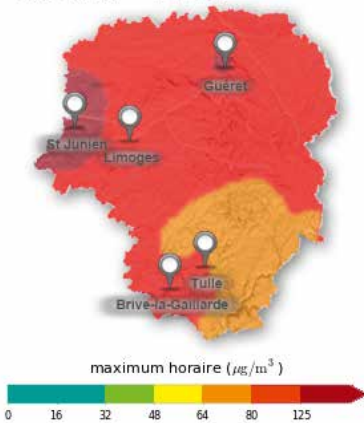 Guéret
St Junien
Limoges
Tulle
Brive-la-Gaillarde
maximum horaire (µg/m³ )
0 16 32 48 64 80 125